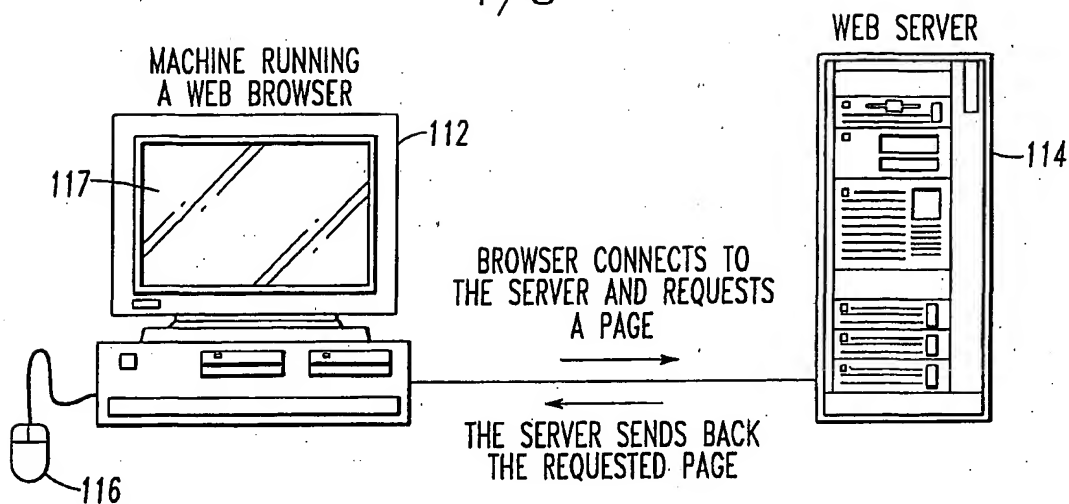 WEB SERVER
MACHINE RUNNING
A WEB BROWSER
112
117
114
BROWSER CONNECTS TO
THE SERVER AND REQUESTS
A PAGE
THE SERVER SENDS BACK
THE REQUESTED PAGE
116